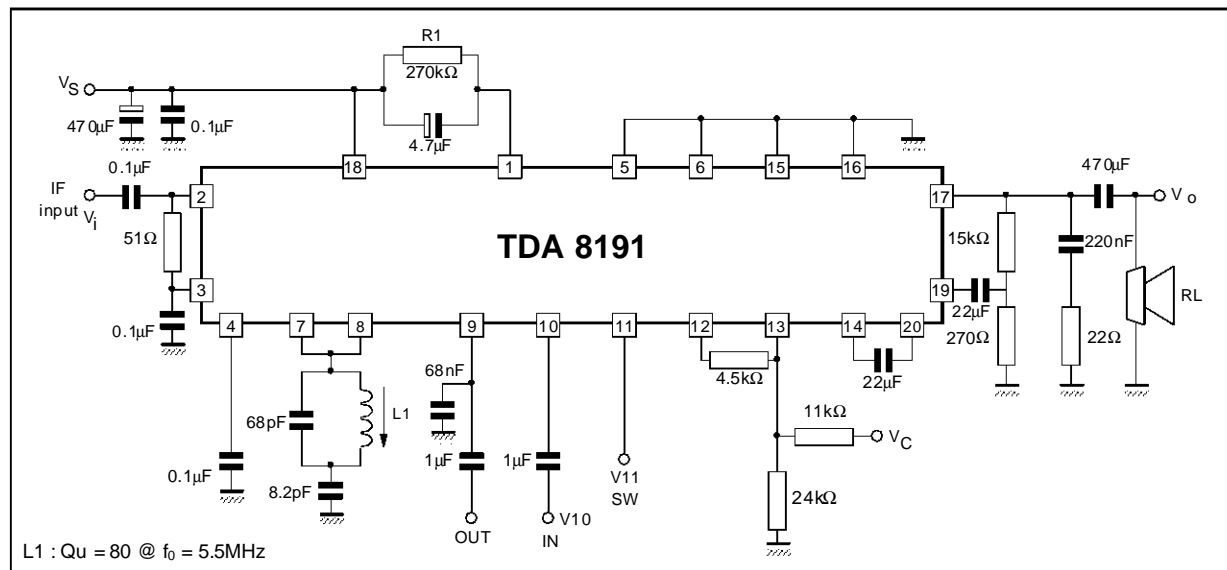 R1
270kΩ
4.7µF
VS
470µF
0.1µF
0.1µF
IF
input Vi
51Ω
0.1µF
18
1
5
6
15
16
2
3
17
19
TDA 8191
4
7
8
9
10
11
12
13
14
20
470µF
Vo
15kΩ
220nF
22µF
270Ω
22Ω
RL
0.1µF
68pF
L1
8.2pF
68nF
1µF
1µF
OUT
V10
IN
V11
SW
4.5kΩ
22µF
11kΩ
VC
24kΩ
L1 : Qu = 80 @ f0 = 5.5MHz